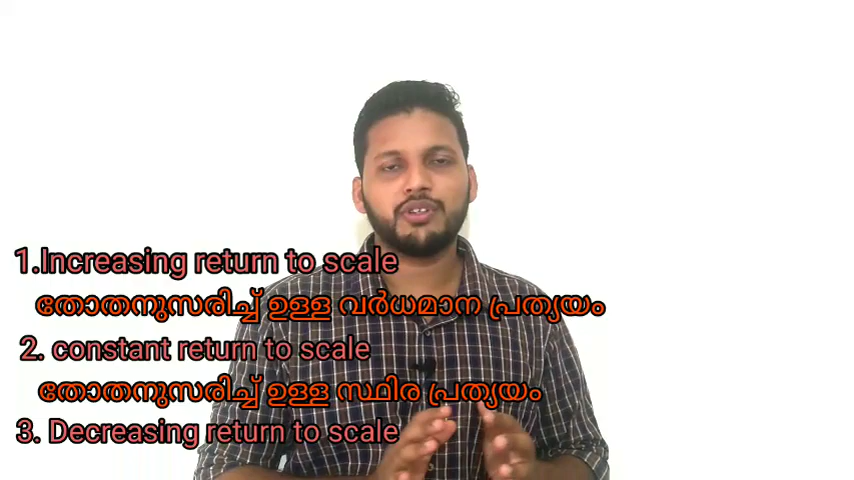 1.Increasing return to scale
തോതനുസരിച്ച് ഉള്ള വർധമാന പ്രത്യയം
2. constant return to scale
തോതനുസരിച്ച് ഉള്ള സ്ഥിര പ്രത്യയം
3. Decreasing return to scale